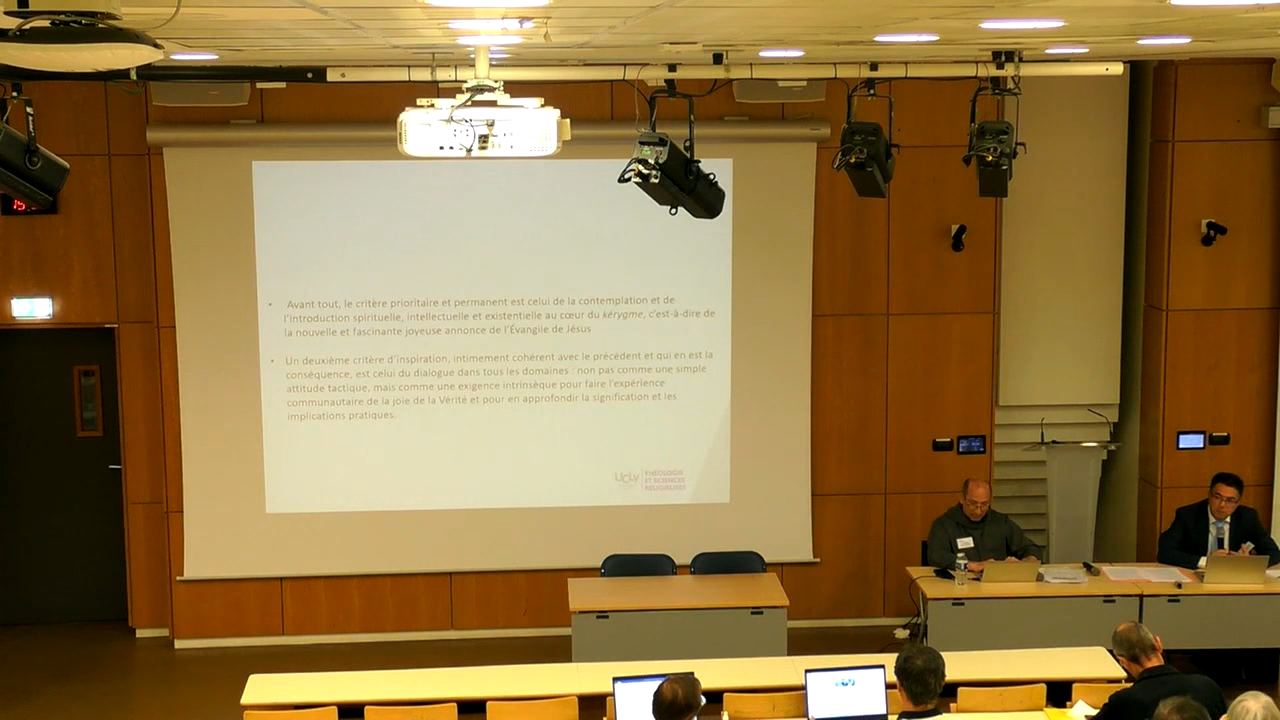 • Avant tout, le critère prioritaire et permanent est celui de la contemplation et de
l'introduction spirituelle, intellectuelle et existentielle au cœur du kérygme, c'est-à-dire de
la nouvelle et fascinante joyeuse annonce de l'Évangile de Jésus
• Un deuxième critère d'inspiration, intimement cohérent avec le précédent et qui en est la
conséquence, est celui du dialogue dans tous les domaines : non pas comme une simple
attitude tactique, mais comme une exigence intrinsèque pour faire l'expérience
communautaire de la joie de la Vérité et pour en approfondir la signification et les
implications pratiques.
UCLy
THÉOLOGIE
ET SCIENCES
RELIGIEUSES